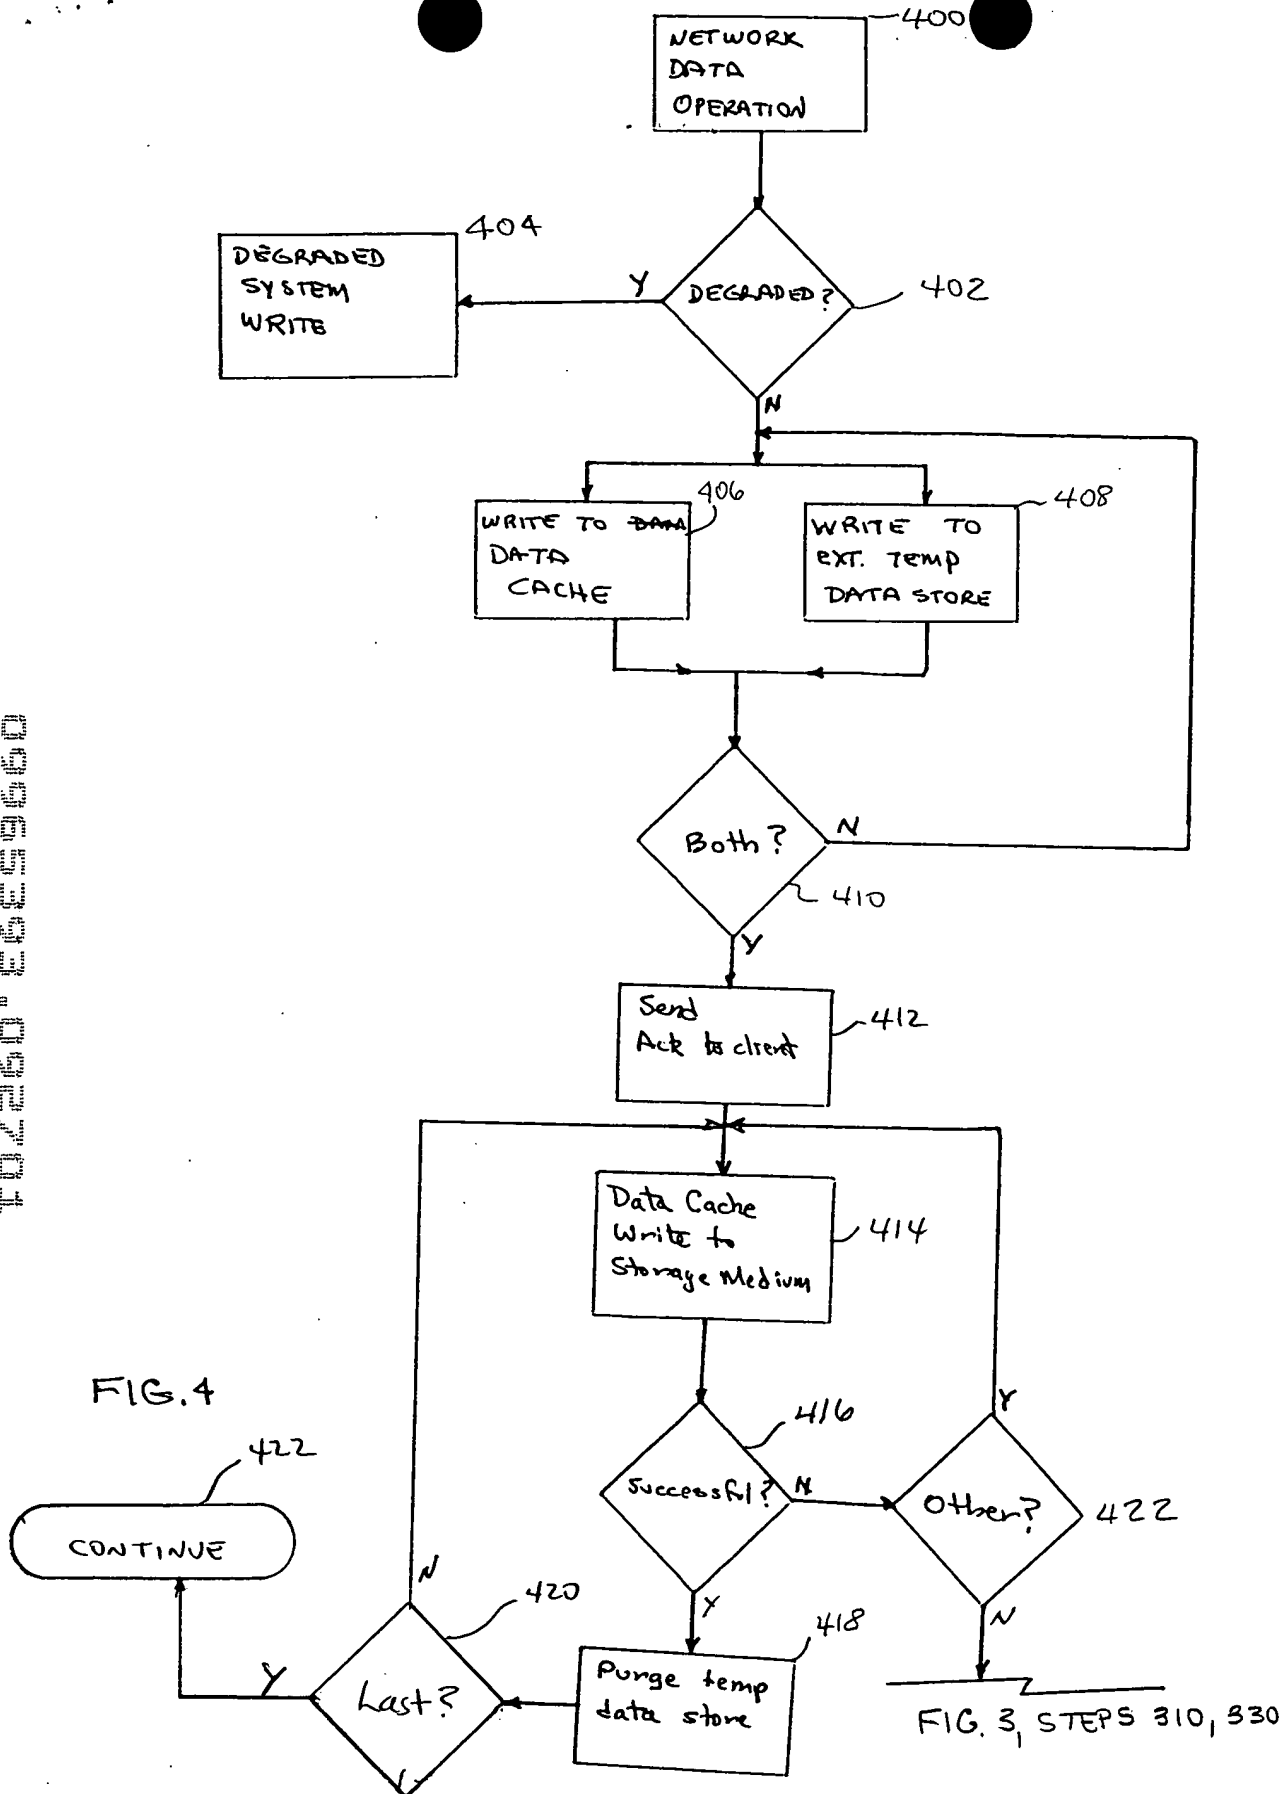 400
NETWORK
DATA
OPERATION
404
DEGRADED
SYSTEM
WRITE
Y
DEGRADED?
402
N
406
WRITE TO DATA
DATA
CACHE
408
WRITE TO
EXT. TEMP
DATA STORE
Both?
N
410
Y
Send
Ack to client
412
Data Cache
Write to
Storage Medium
414
FIG. 4
416
Successful?
N
Y
Y
Other?
422
N
FIG. 3, STEPS 310, 330
418
Purge temp
data store
420
Last?
N
Y
422
CONTINUE
09965393.092701